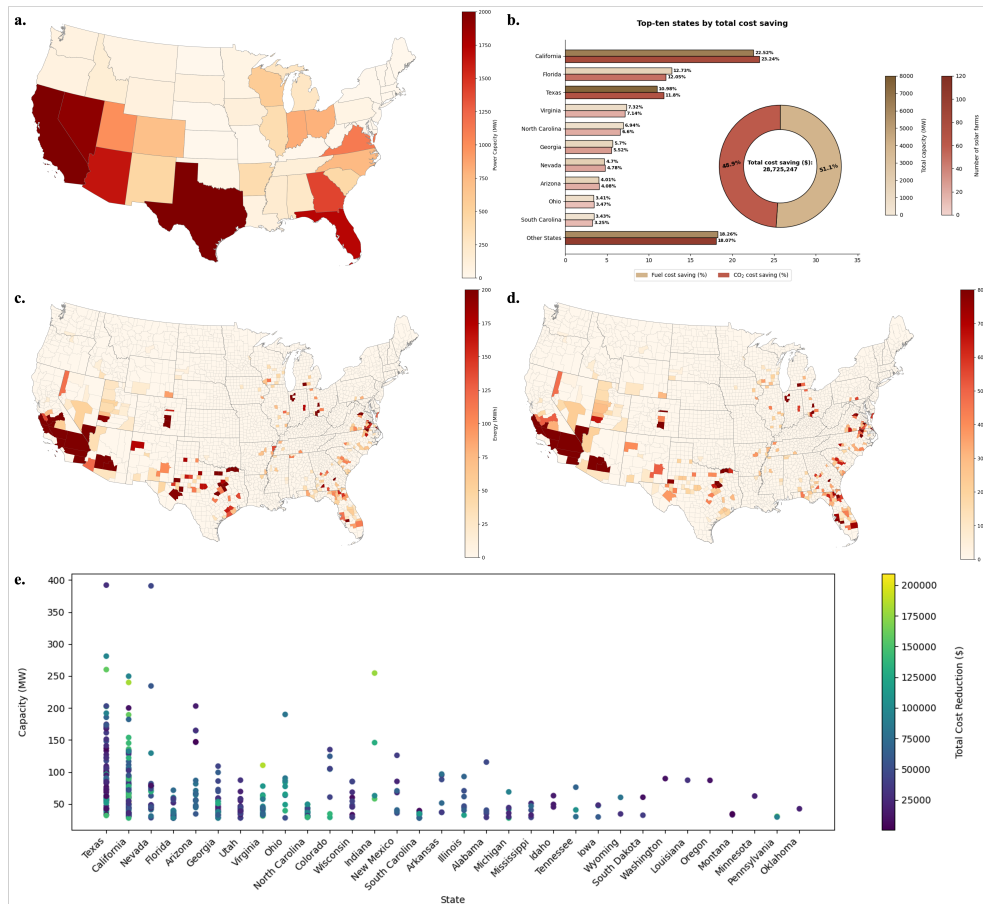 a.
2000
1750
1500
1250
1000
750
500
250
0
Power Capacity (MW)
b.
Top-ten states by total cost saving
California
22.52%
23.24%
Florida
12.73%
12.05%
Texas
10.98%
11.8%
Virginia
7.32%
7.14%
North Carolina
6.94%
6.6%
Georgia
5.7%
5.52%
Nevada
4.7%
4.78%
Arizona
4.01%
4.08%
Ohio
3.41%
3.47%
South Carolina
3.43%
3.25%
Other States
18.26%
18.07%
0 5 10 15 20 25 30 35
Fuel cost saving (%)
CO₂ cost saving (%)
48.9%
Total cost saving ($):
28,725,247
51.1%
8000
7000
6000
5000
4000
3000
2000
1000
0
Total capacity (MW)
120
100
80
60
40
20
0
Number of solar farms
c.
200
175
150
125
100
75
50
25
0
Energy (MWh)
d.
80
70
60
50
40
30
20
10
0
e.
400
350
300
250
200
150
100
50
Capacity (MW)
Texas
California
Nevada
Florida
Arizona
Georgia
Utah
Virginia
Ohio
North Carolina
Colorado
Wisconsin
Indiana
New Mexico
South Carolina
Arkansas
Illinois
Alabama
Michigan
Mississippi
Idaho
Tennessee
Iowa
Wyoming
South Dakota
Washington
Louisiana
Oregon
Montana
Minnesota
Pennsylvania
Oklahoma
State
200000
175000
150000
125000
100000
75000
50000
25000
Total Cost Reduction ($)